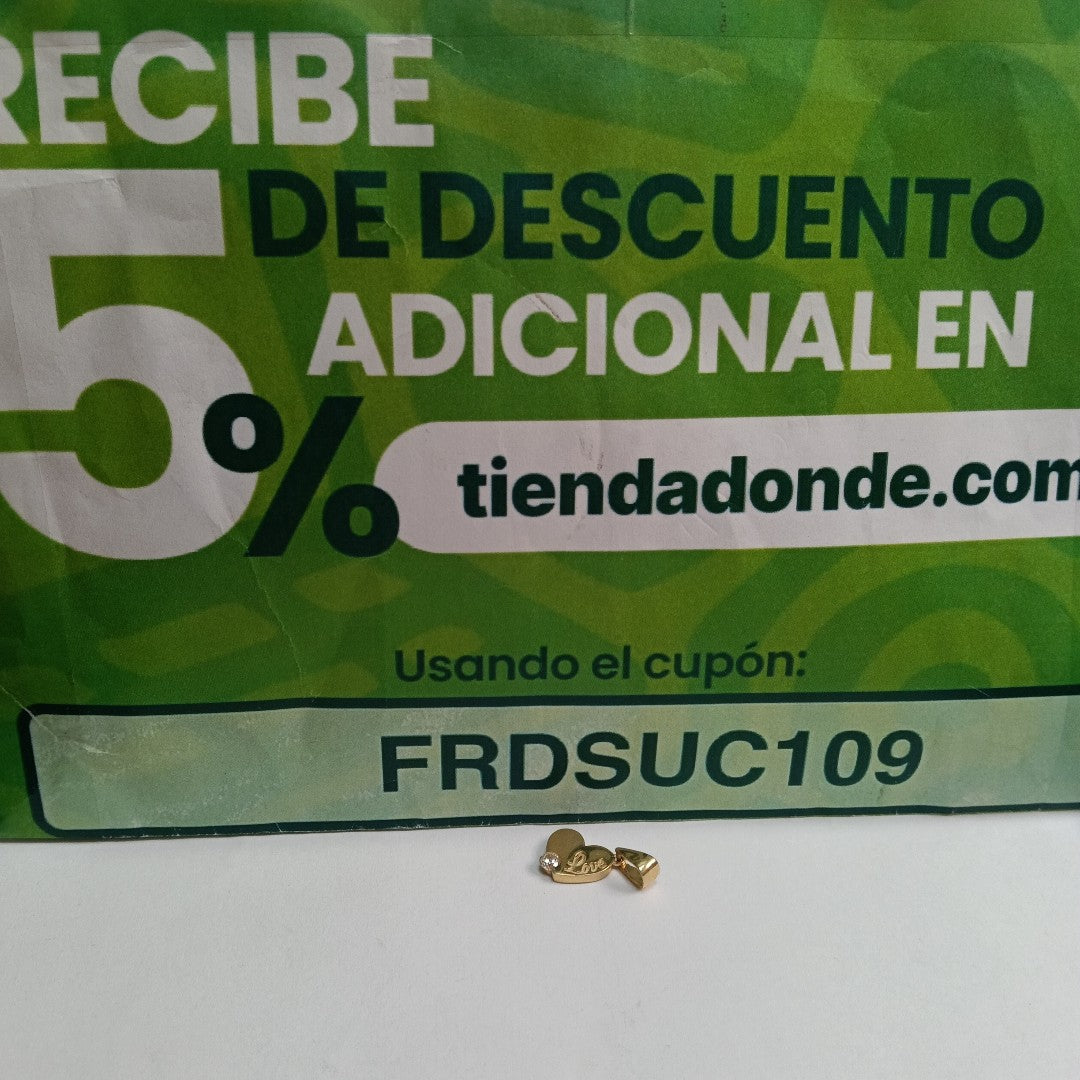 RECIBE
5% DE DESCUENTO
ADICIONAL EN
tiendadonde.com
Usando el cupón:
FRDSUC109
Love